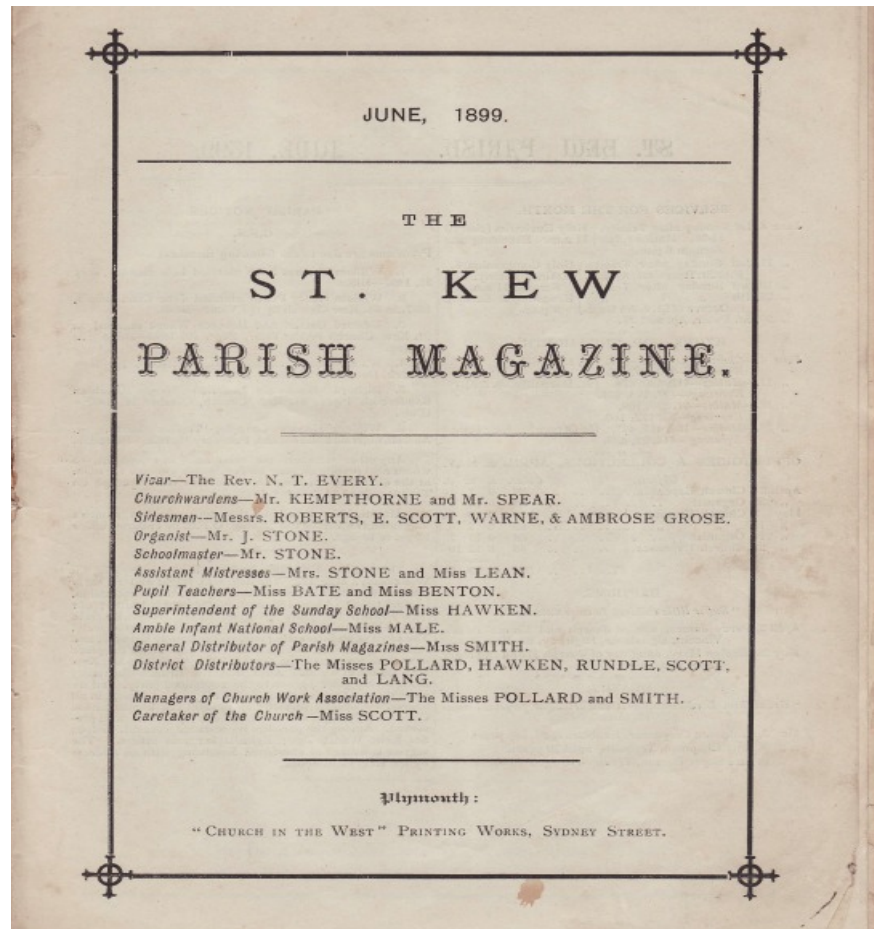 JUNE, 1899.
THE
ST. KEW
PARISH MAGAZINE.
Vicar—The Rev. N. T. EVERY.
Churchwardens—Mr. KEMPTHORNE and Mr. SPEAR.
Sidesmen—Messrs. ROBERTS, E. SCOTT, WARNE, & AMBROSE GROSE.
Organist—Mr. J. STONE.
Schoolmaster—Mr. STONE.
Assistant Mistresses—Mrs. STONE and Miss LEAN.
Pupil Teachers—Miss BATE and Miss BENTON.
Superintendent of the Sunday School—Miss HAWKEN.
Amble Infant National School—Miss MALE.
General Distributor of Parish Magazines—Miss SMITH.
District Distributors—The Misses POLLARD, HAWKEN, RUNDLE, SCOTT,
and LANG.
Managers of Church Work Association—The Misses POLLARD and SMITH.
Caretaker of the Church—Miss SCOTT.
Plymouth:
"CHURCH IN THE WEST" PRINTING WORKS, SYDNEY STREET.